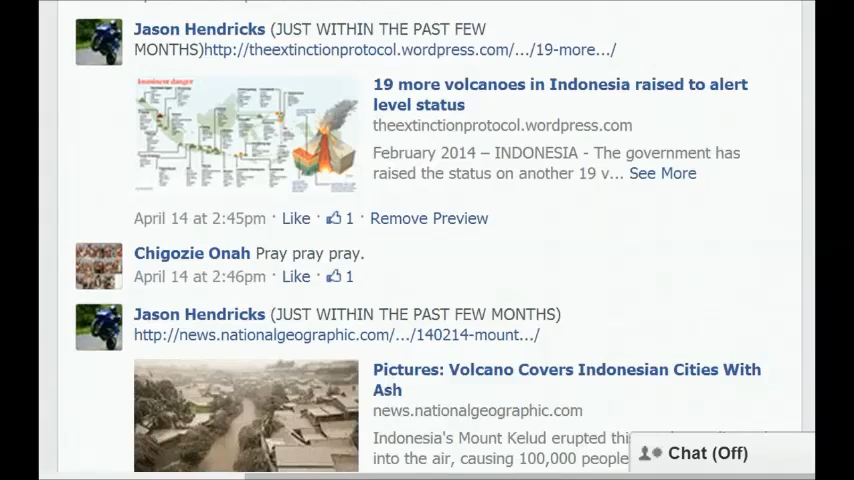 Jason Hendricks (JUST WITHIN THE PAST FEW
MONTHS)http://theextinctionprotocol.wordpress.com/.../19-more.../
Imminent danger
19 more volcanoes in Indonesia raised to alert
level status
theextinctionprotocol.wordpress.com
February 2014 – INDONESIA - The government has
raised the status on another 19 v... See More
April 14 at 2:45pm · Like · 1 · Remove Preview
Chigozie Onah Pray pray pray.
April 14 at 2:46pm · Like · 1
Jason Hendricks (JUST WITHIN THE PAST FEW MONTHS)
http://news.nationalgeographic.com/.../140214-mount.../
Pictures: Volcano Covers Indonesian Cities With
Ash
news.nationalgeographic.com
Indonesia's Mount Kelud erupted
into the air, causing 100,000 people
Chat (Off)